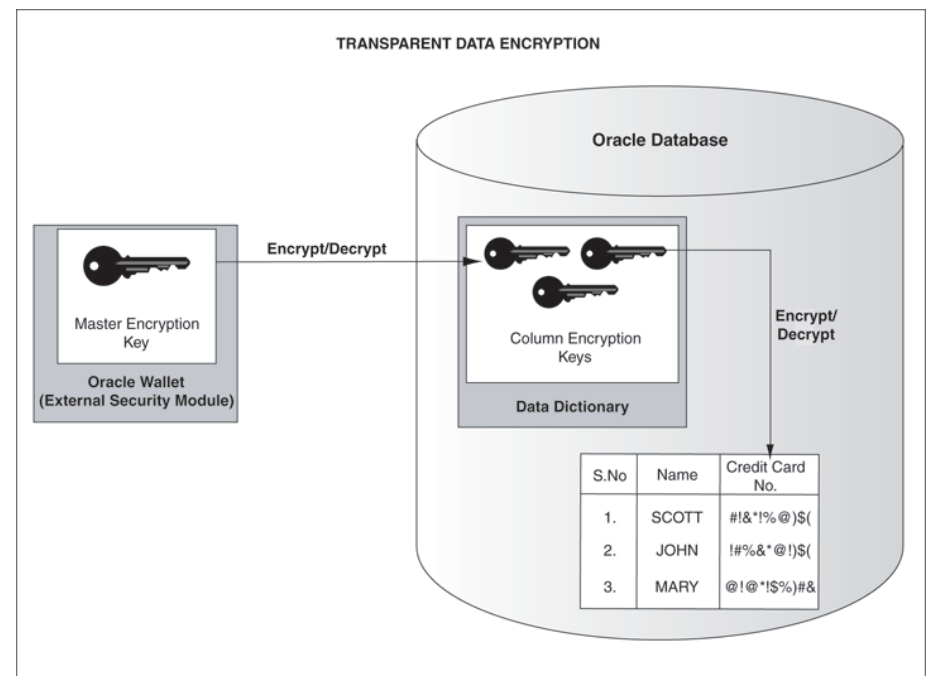 TRANSPARENT DATA ENCRYPTION
Oracle Database
Encrypt/Decrypt
Master Encryption
Key
Oracle Wallet
(External Security Module)
Column Encryption
Keys
Data Dictionary
Encrypt/
Decrypt
S.No Name Credit Card No.
1. SCOTT #!&*!%@)$(
2. JOHN !#%&*@!)$(
3. MARY @!@*!$%)#&